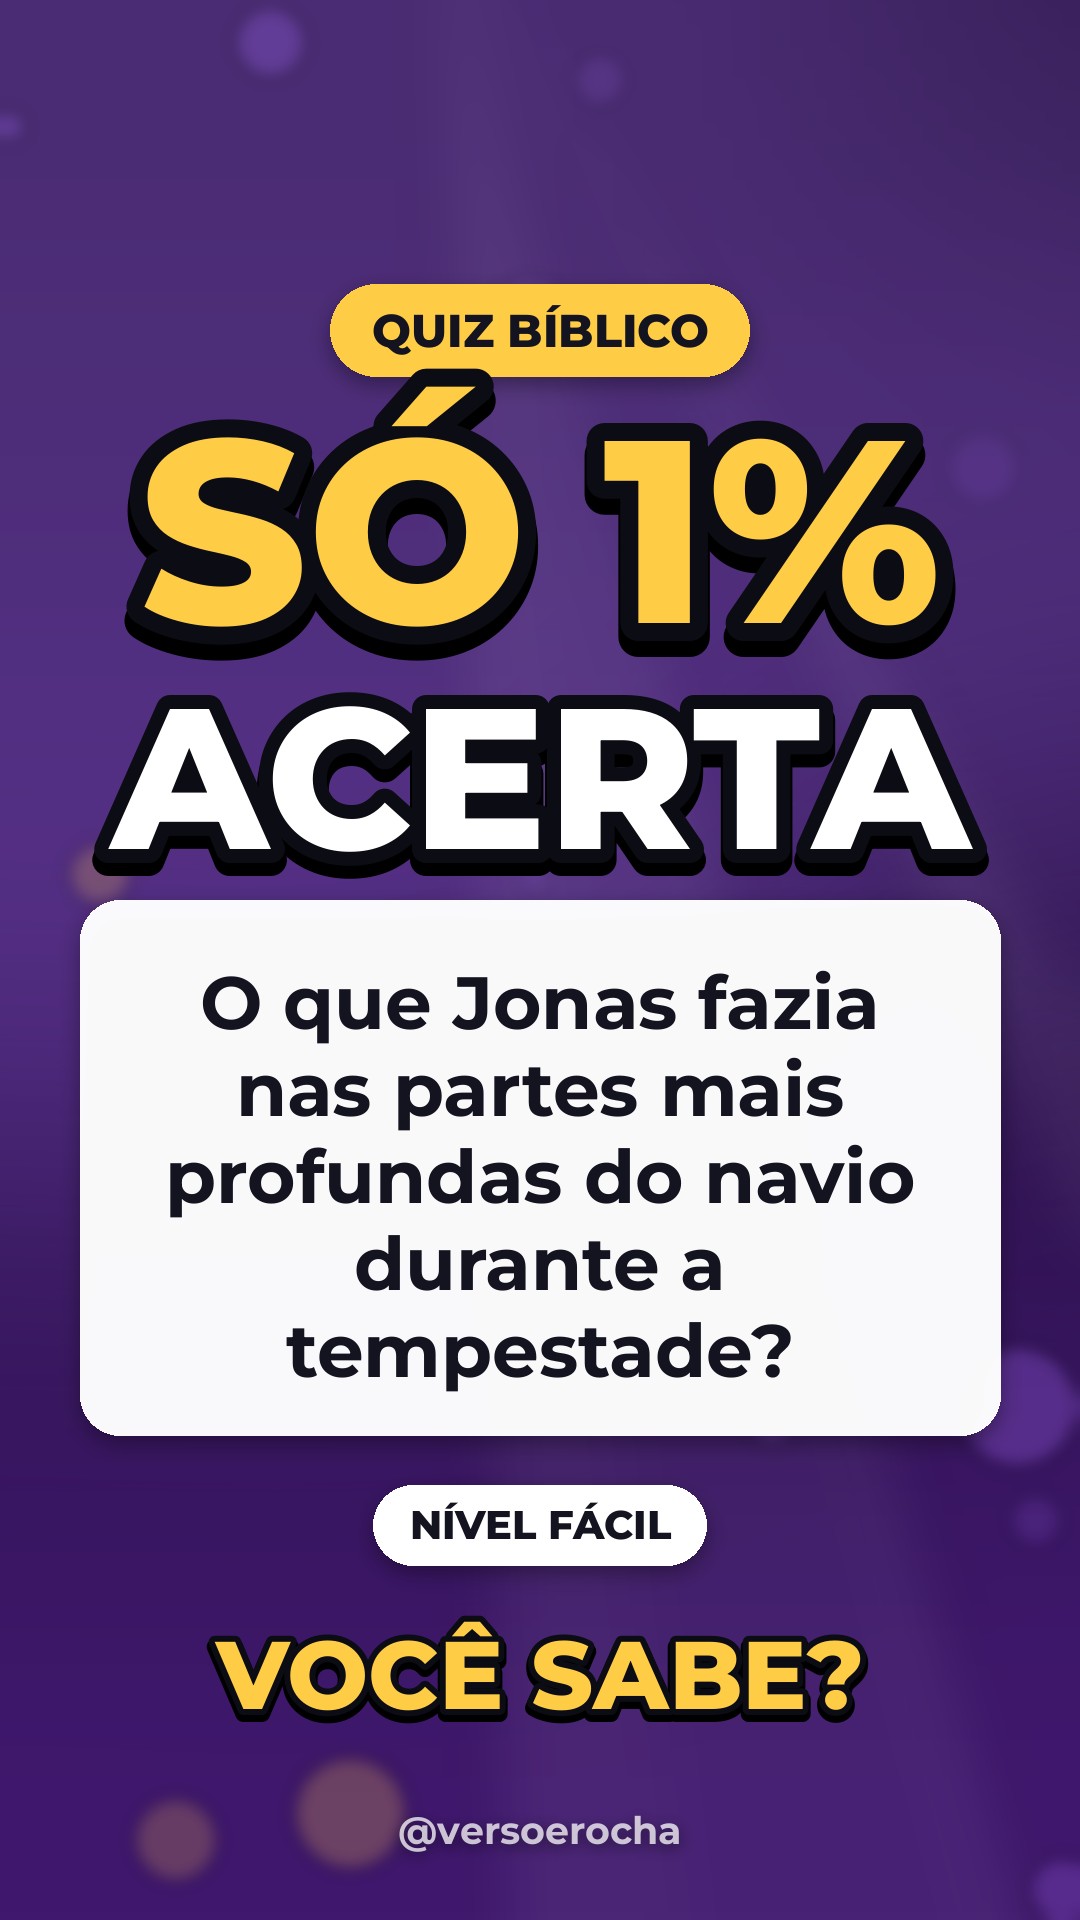 QUIZ BÍBLICO
SÓ 1%
ACERTA
O que Jonas fazia
nas partes mais
profundas do navio
durante a
tempestade?
NÍVEL FÁCIL
VOCÊ SABE?
@versoerocha